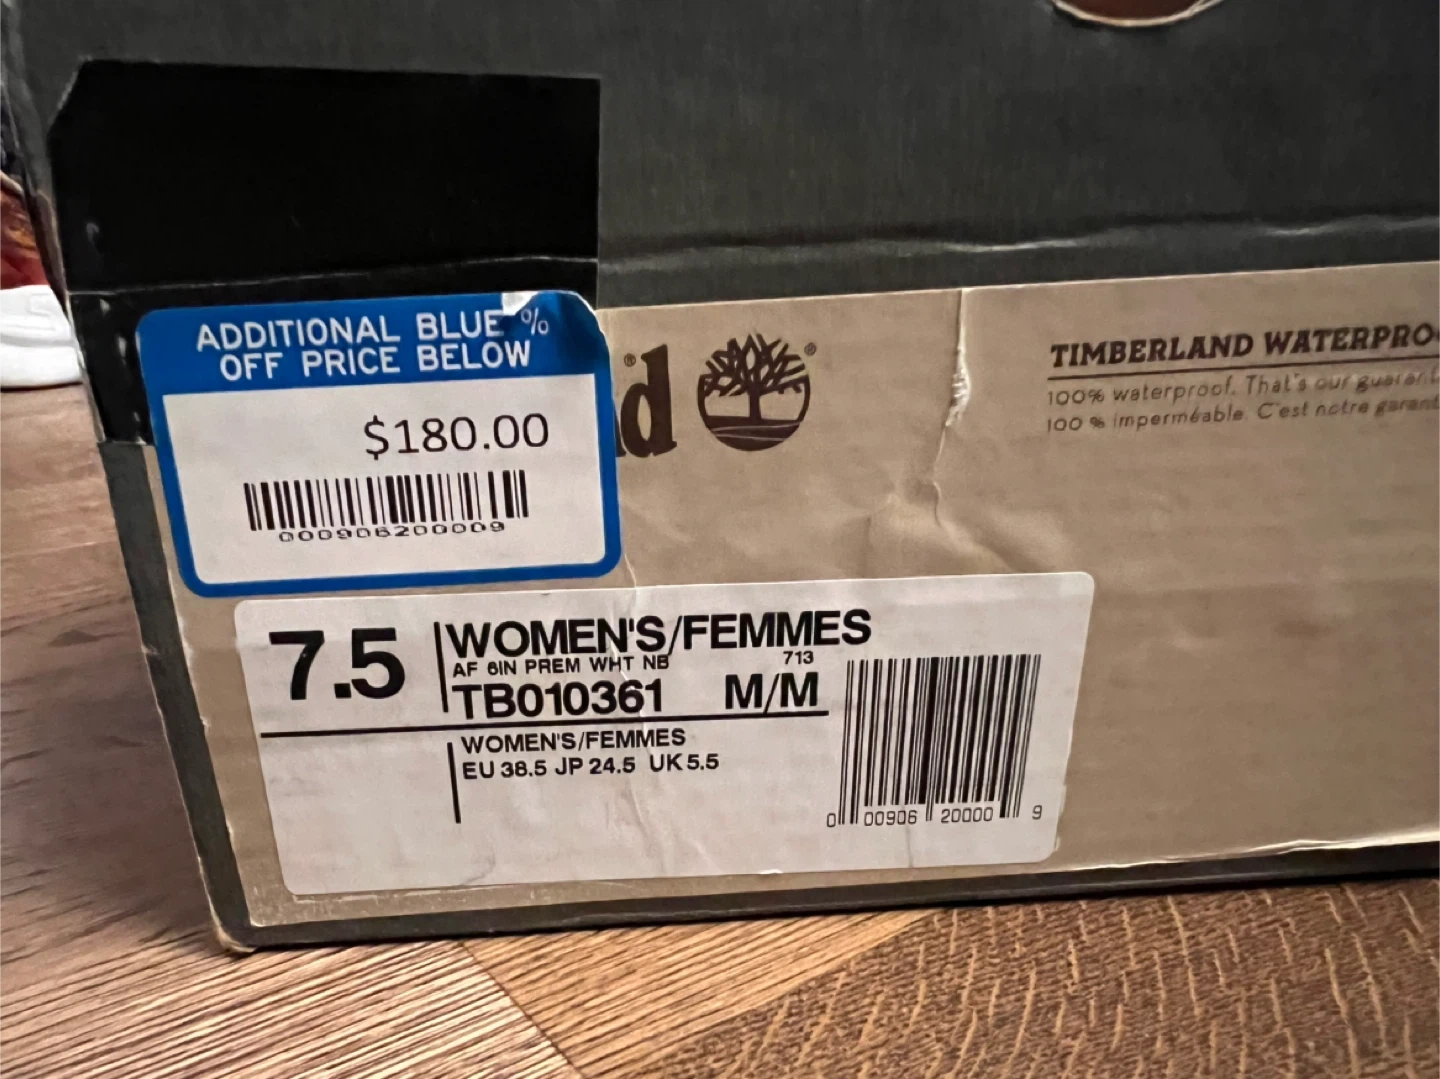 ADDITIONAL BLUE %
OFF PRICE BELOW
$180.00
000906200009
®d ®
TIMBERLAND WATERPRO
100% waterproof. That's our guarant
100 % imperméable. C'est notre garant
7.5
WOMEN'S/FEMMES
AF 6IN PREM WHT NB 713
TB010361 M/M
WOMEN'S/FEMMES
EU 38.5 JP 24.5 UK 5.5
0 00906 20000 9